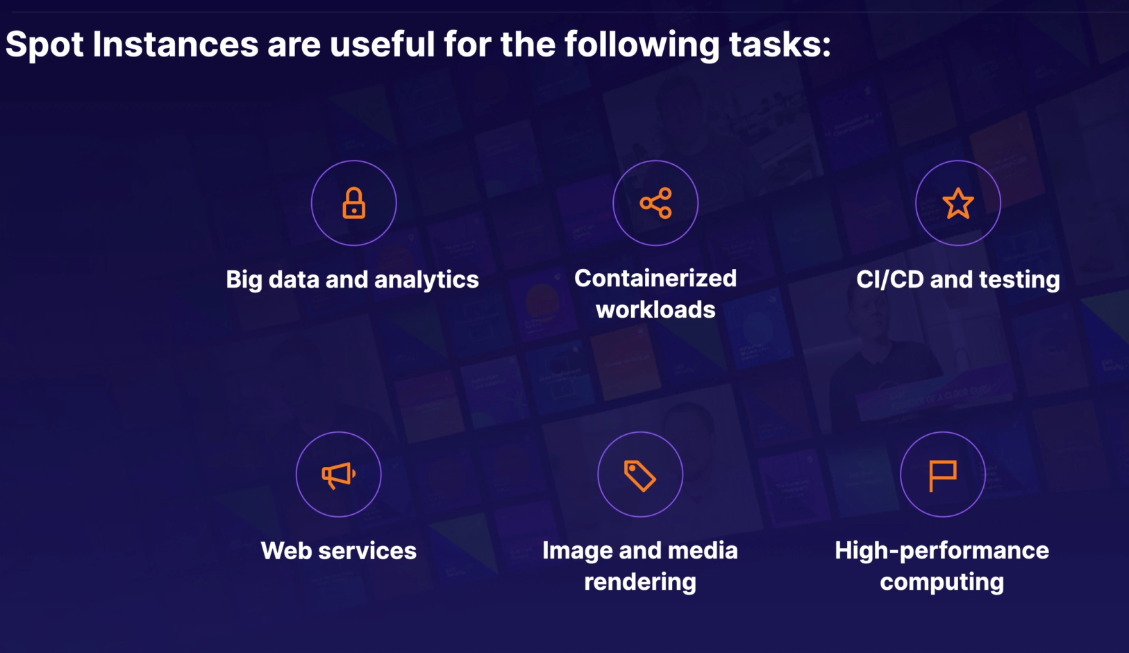 Spot Instances are useful for the following tasks:
Big data and analytics
Containerized
workloads
CI/CD and testing
Web services
Image and media
rendering
High-performance
computing